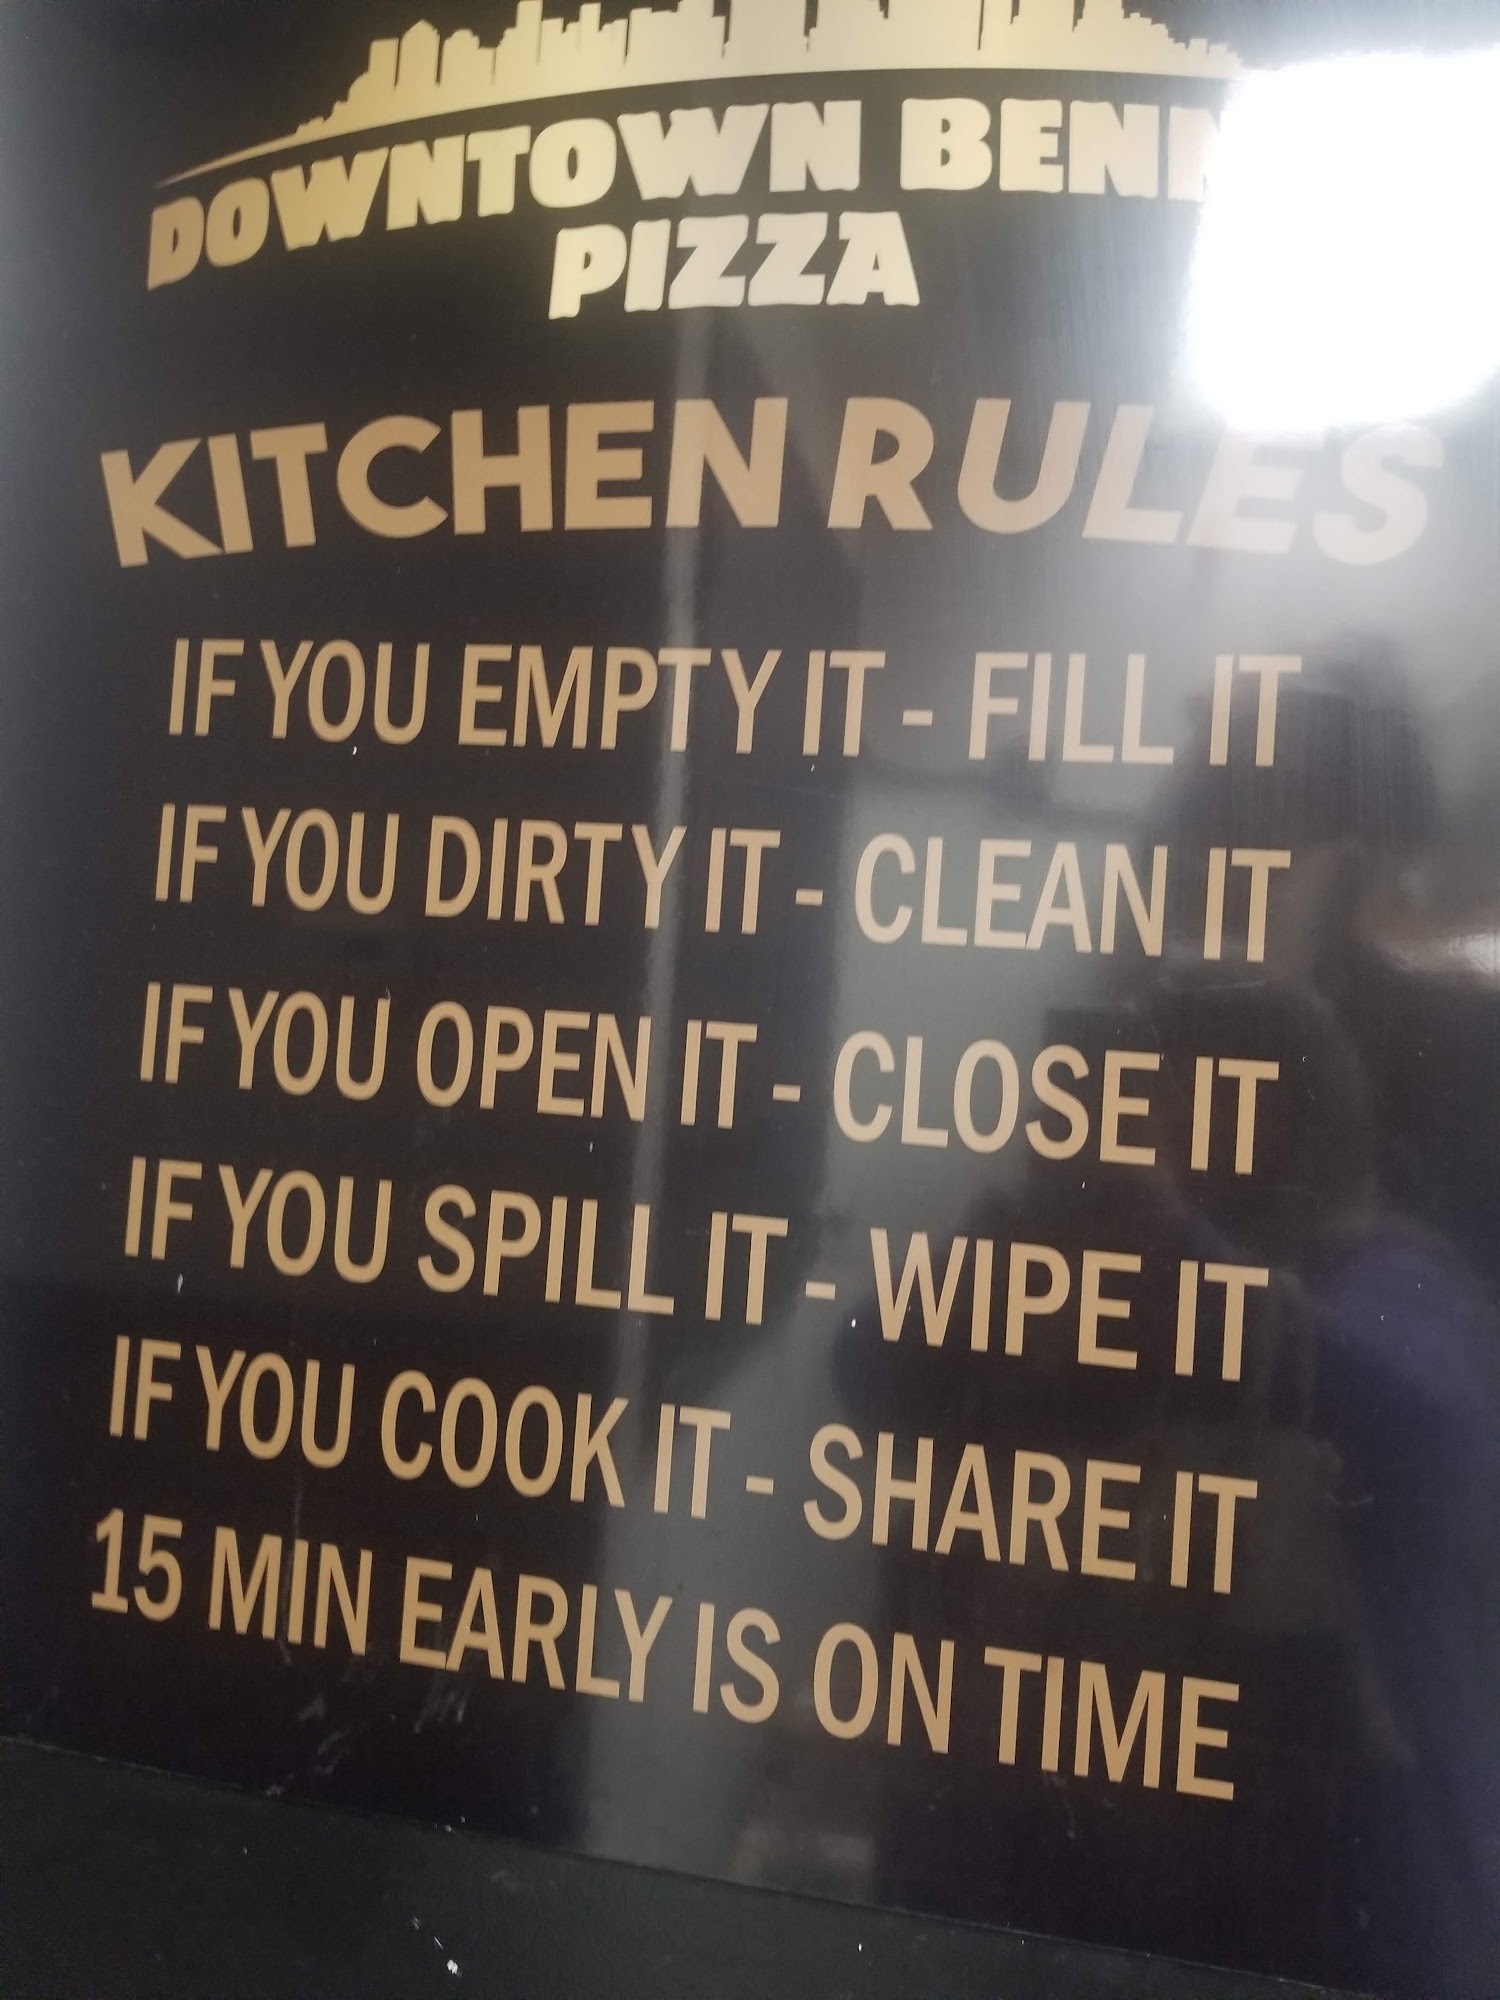 DOWNTOWN
PIZZA
KITCHEN RULES
IF YOU EMPTY IT - FILL IT
IF YOU DIRTY IT - CLEAN IT
IF YOU OPEN IT - CLOSE IT
IF YOU SPILL IT - WIPE IT
IF YOU COOK IT - SHARE IT
15 MIN EARLY IS ON TIME